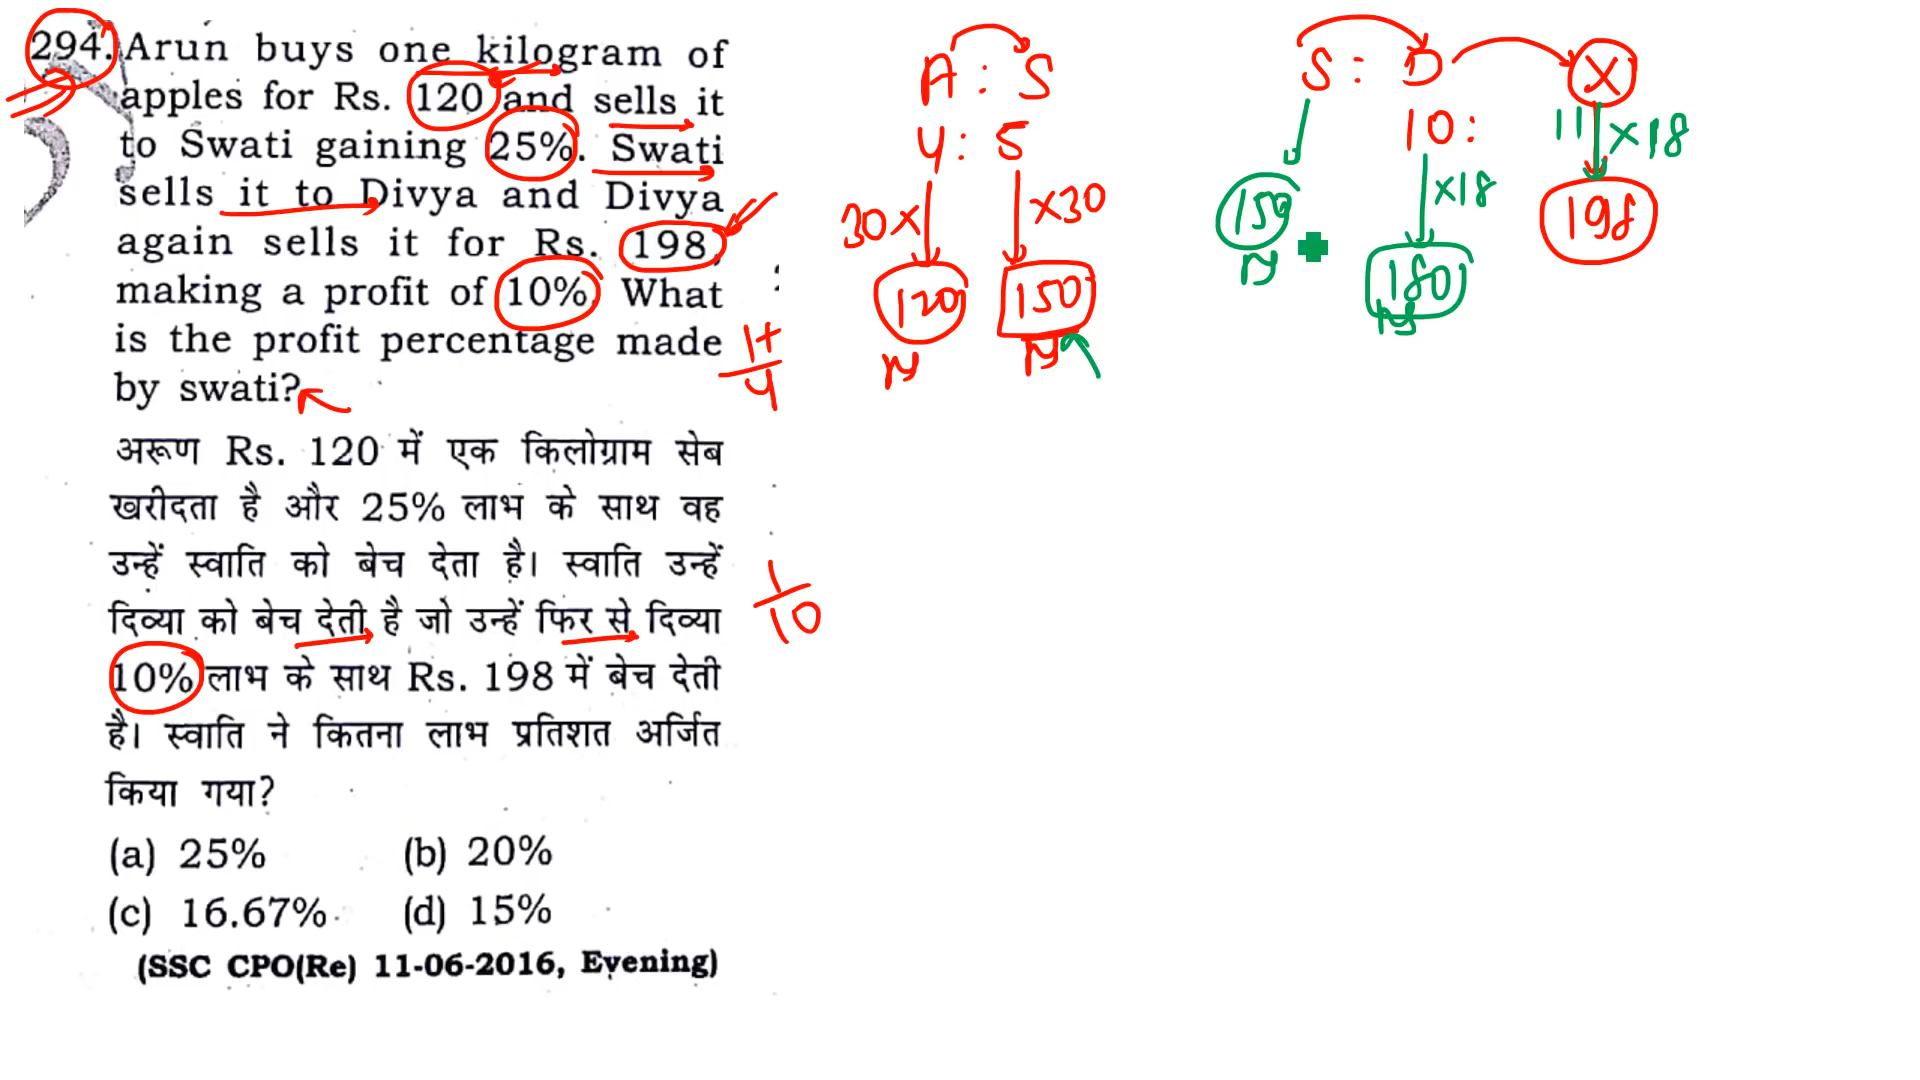 294. Arun buys one kilogram of
apples for Rs. 120 and sells it
to Swati gaining 25%. Swati
sells it to Divya and Divya
again sells it for Rs. 198,
making a profit of 10%. What
is the profit percentage made
by swati?
अरूण Rs. 120 में एक किलोग्राम सेब
खरीदता है और 25% लाभ के साथ वह
उन्हें स्वाति को बेच देता है। स्वाति उन्हें
दिव्या को बेच देती है जो उन्हें फिर से दिव्या
10% लाभ के साथ Rs. 198 में बेच देती
है। स्वाति ने कितना लाभ प्रतिशत अर्जित
किया गया?
(a) 25% (b) 20%
(c) 16.67% (d) 15%
(SSC CPO(Re) 11-06-2016, Evening)
1+
4
1
10
A : S
4 : 5
30× ×30
120 150
S : D X
10 : 11 ×18
×18
150 180 198